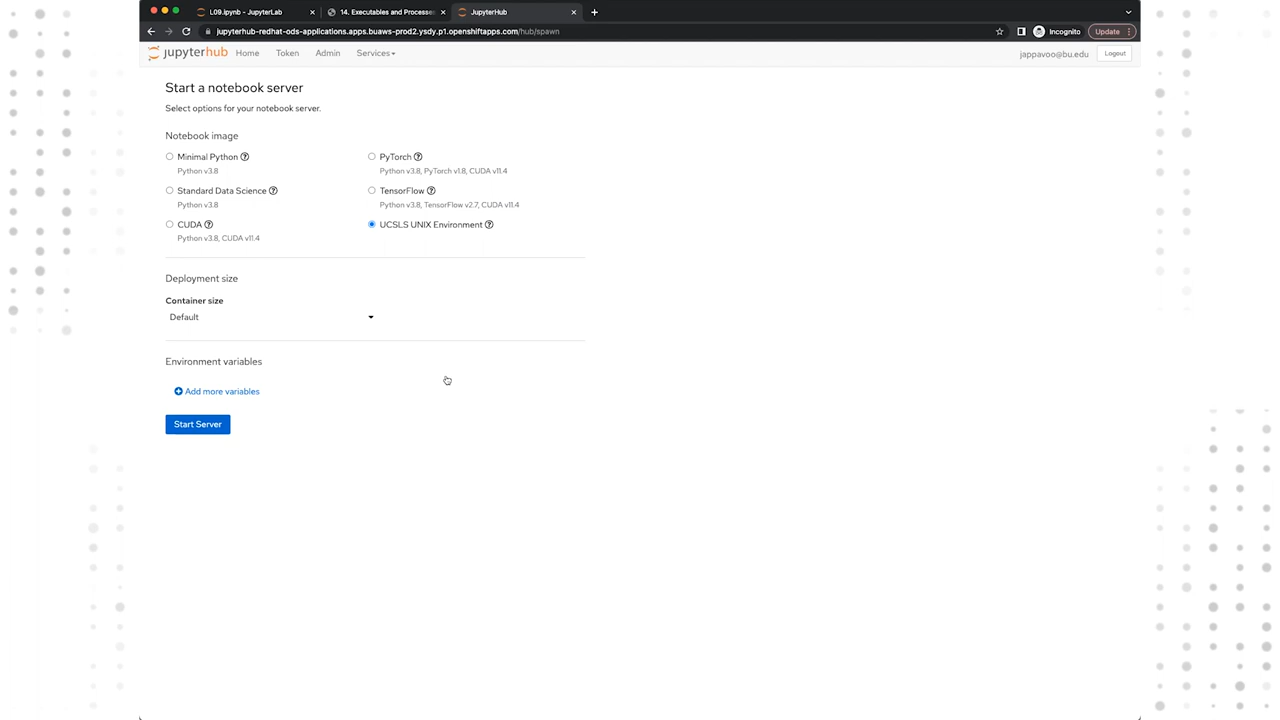 L09.ipynb - JupyterLab
14. Executables and Processe
JupyterHub
jupyterhub-redhat-ods-applications.apps.buaws-prod2.ysdy.p1.openshiftapps.com/hub/spawn
Incognito
Update
jupyterhub
Home
Token
Admin
Services
jappavoo@bu.edu
Logout
Start a notebook server
Select options for your notebook server.
Notebook image
Minimal Python
Python v3.8
PyTorch
Python v3.8, PyTorch v1.8, CUDA v11.4
Standard Data Science
Python v3.8
TensorFlow
Python v3.8, TensorFlow v2.7, CUDA v11.4
CUDA
Python v3.8, CUDA v11.4
UCSLS UNIX Environment
Deployment size
Container size
Default
Environment variables
Add more variables
Start Server